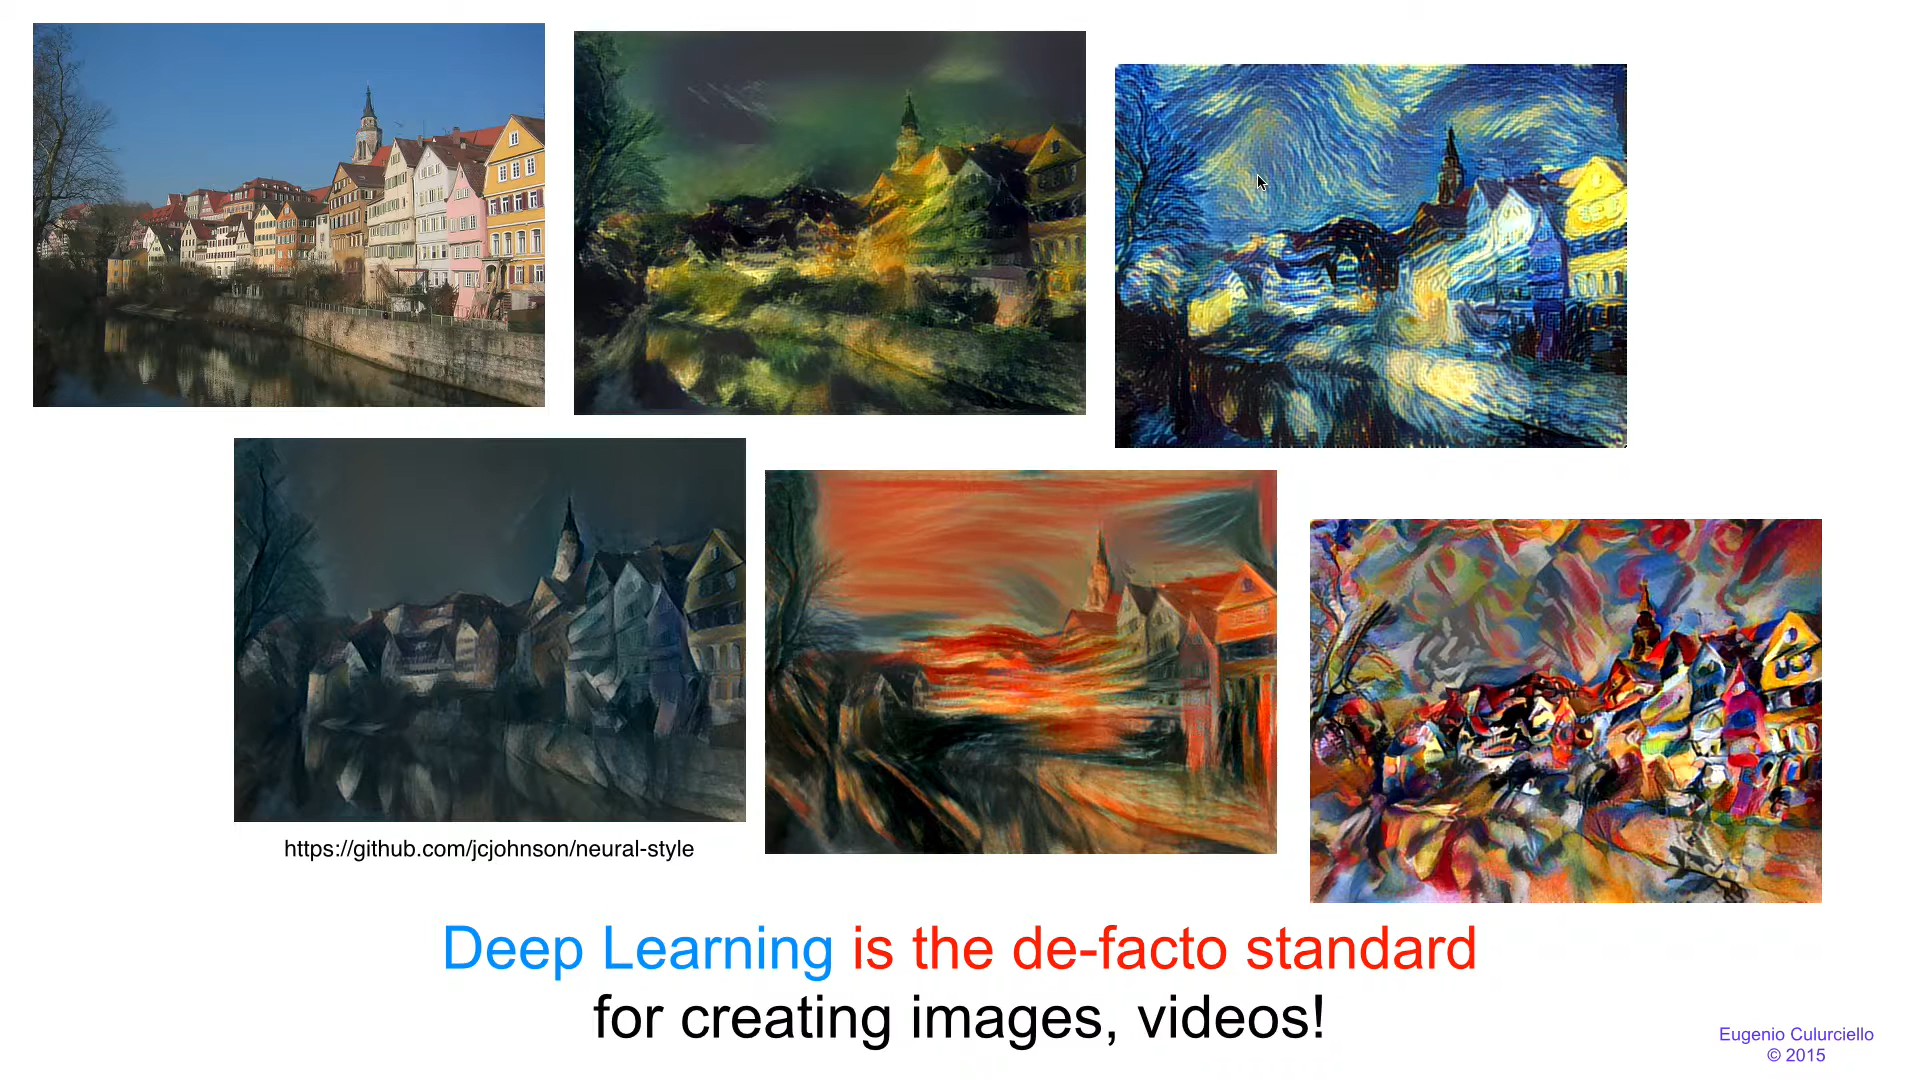 https://github.com/jcjohnson/neural-style
Deep Learning is the de-facto standard
for creating images, videos!
Eugenio Culurciello
© 2015